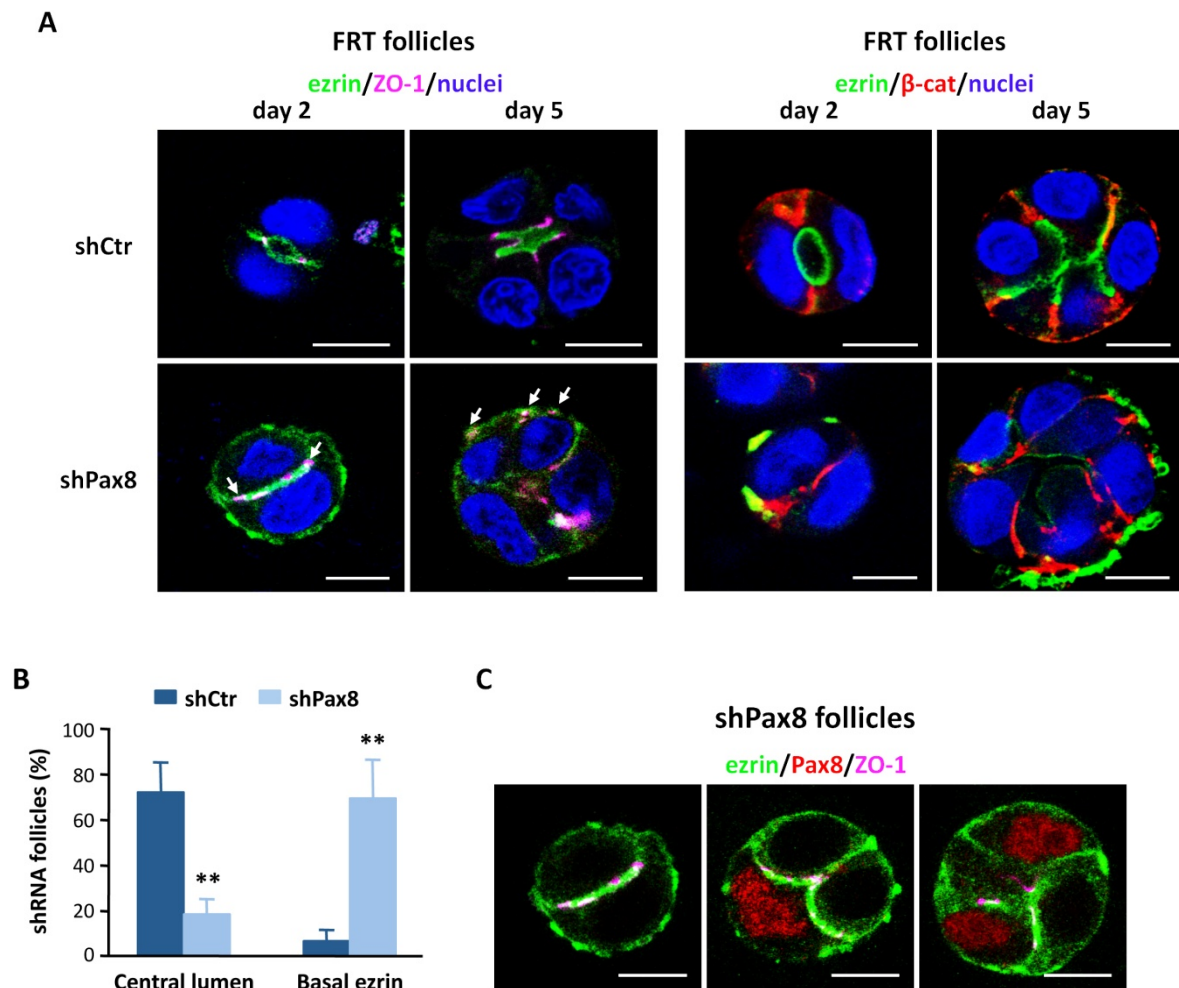 A
FRT follicles
ezrin/ZO-1/nuclei
day 2
day 5
FRT follicles
ezrin/β-cat/nuclei
day 2
day 5
shCtr
shPax8
B
shCtr
shPax8
shRNA follicles (%)
100
80
60
40
20
0
**
**
Central lumen
Basal ezrin
C
shPax8 follicles
ezrin/Pax8/ZO-1